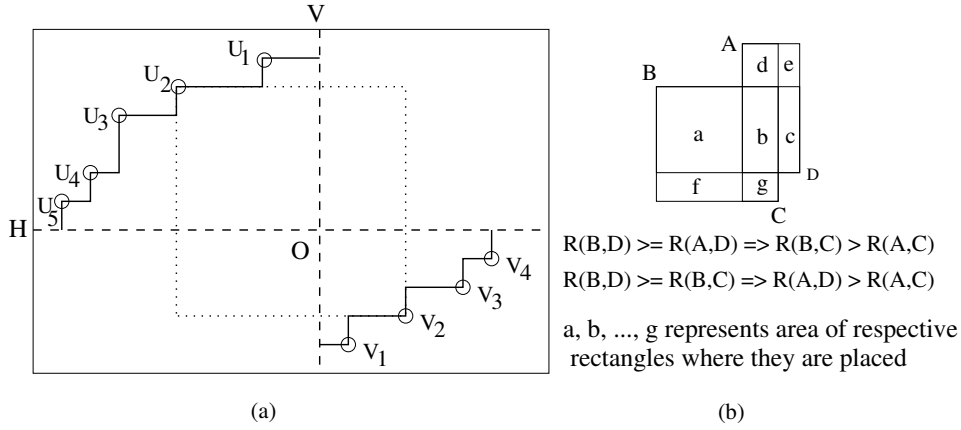 V
U1
U2
U3
U4
U5
H
O
V4
V3
V2
V1
(a)
A
B
d e
a b c
f g
D
C
R(B,D) >= R(A,D) => R(B,C) > R(A,C)
R(B,D) >= R(B,C) => R(A,D) > R(A,C)
a, b, ..., g represents area of respective
rectangles where they are placed
(b)